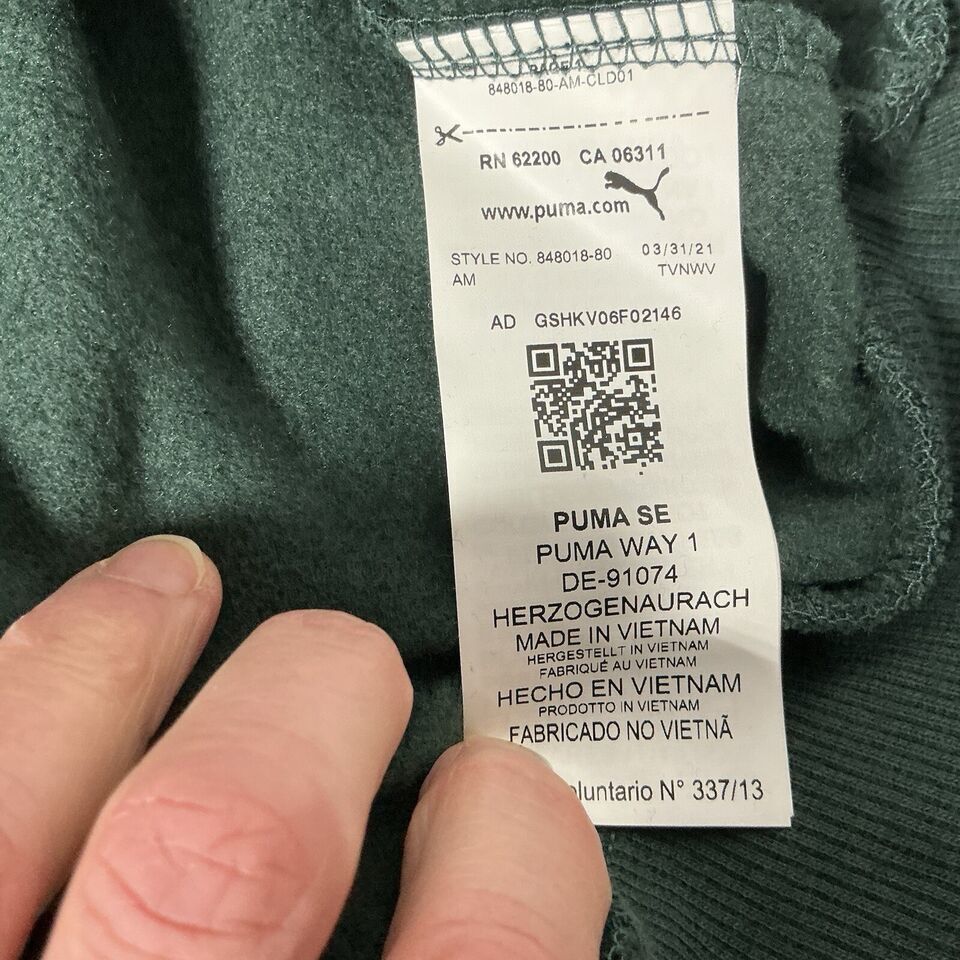 PAGE 1
848018-80-AM-CLD01
RN 62200 CA 06311
www.puma.com
STYLE NO. 848018-80 03/31/21
AM TVNWV
AD GSHKV06F02146
PUMA SE
PUMA WAY 1
DE-91074
HERZOGENAURACH
MADE IN VIETNAM
HERGESTELLT IN VIETNAM
FABRIQUÉ AU VIETNAM
HECHO EN VIETNAM
PRODOTTO IN VIETNAM
FABRICADO NO VIETNÃ
N° 337/13